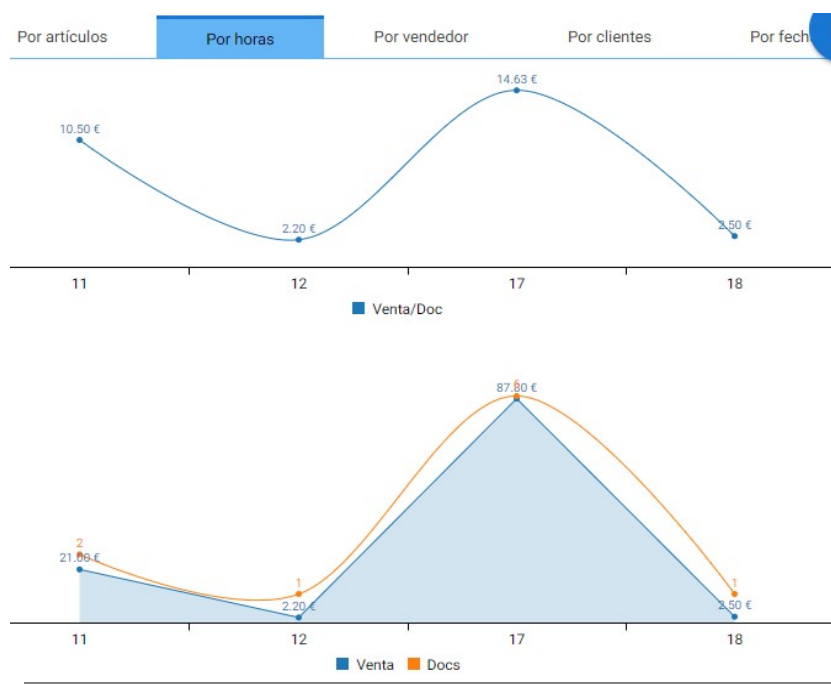 Por artículos Por horas Por vendedor Por clientes Por fech
14.63 €
10.50 €
2.20 €
2.50 €
11 12 17 18
Venta/Doc
6
87.80 €
2
21.00 €
1
2.20 €
1
2.50 €
11 12 17 18
Venta Docs